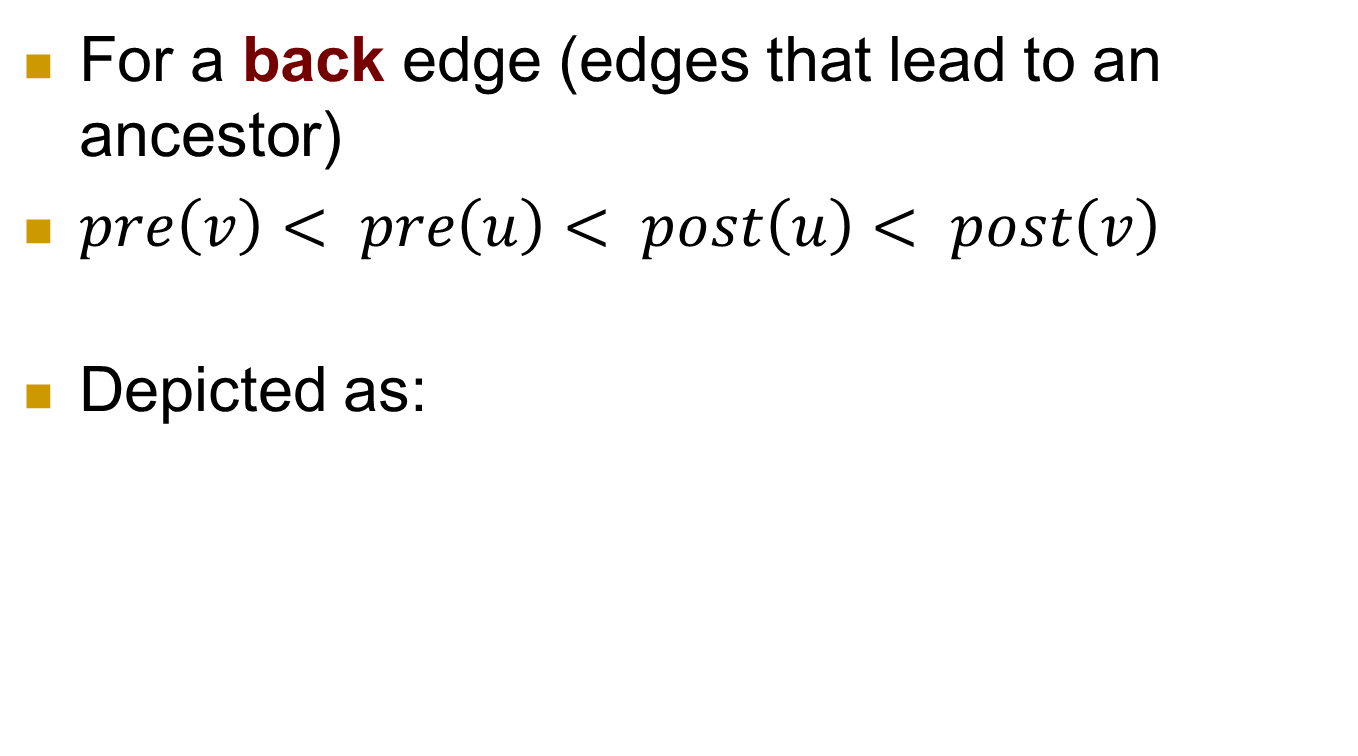 For a back edge (edges that lead to an
ancestor)
𝑝𝑟𝑒(𝑣) < 𝑝𝑟𝑒(𝑢) < 𝑝𝑜𝑠𝑡(𝑢) < 𝑝𝑜𝑠𝑡(𝑣)
Depicted as: